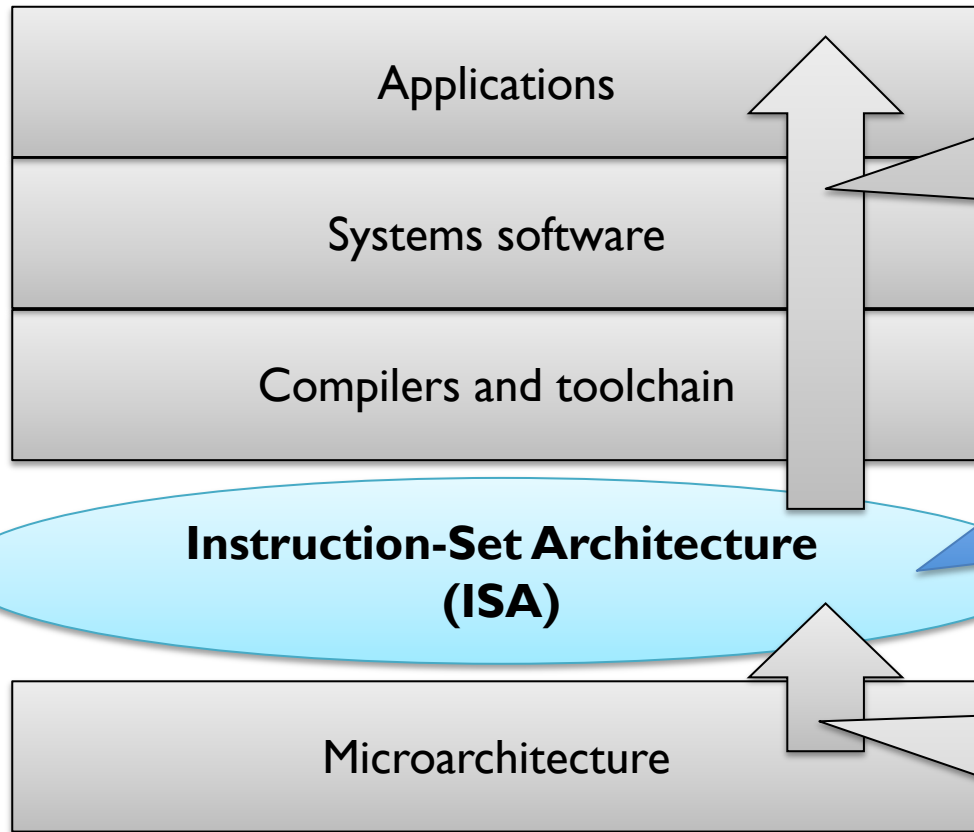 Applications
Systems software
Compilers and toolchain
Instruction-Set Architecture
(ISA)
Microarchitecture